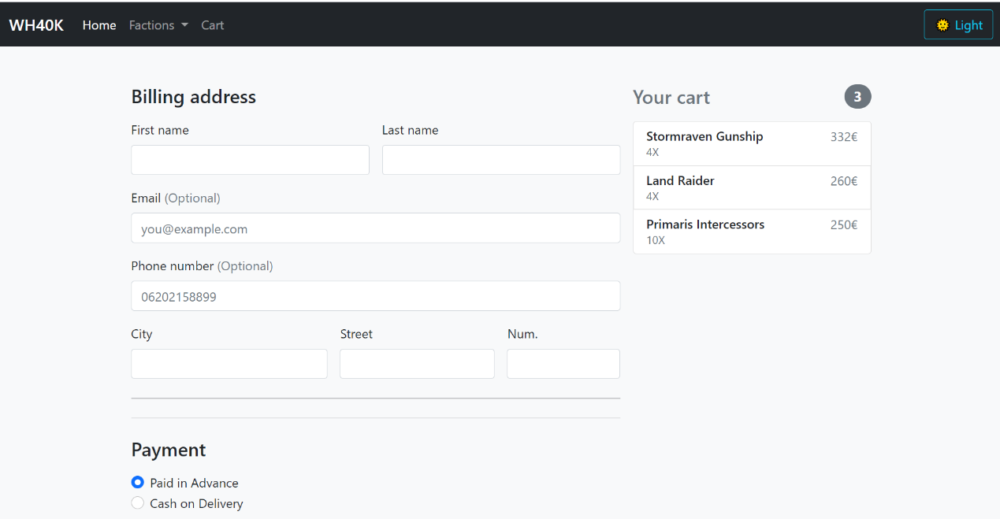 WH40K Home Factions Cart 🌞 Light
Billing address
First name Last name
Email (Optional)
you@example.com
Phone number (Optional)
06202158899
City Street Num.
Payment
Paid in Advance
Cash on Delivery
Your cart 3
Stormraven Gunship 332€
4X
Land Raider 260€
4X
Primaris Intercessors 250€
10X